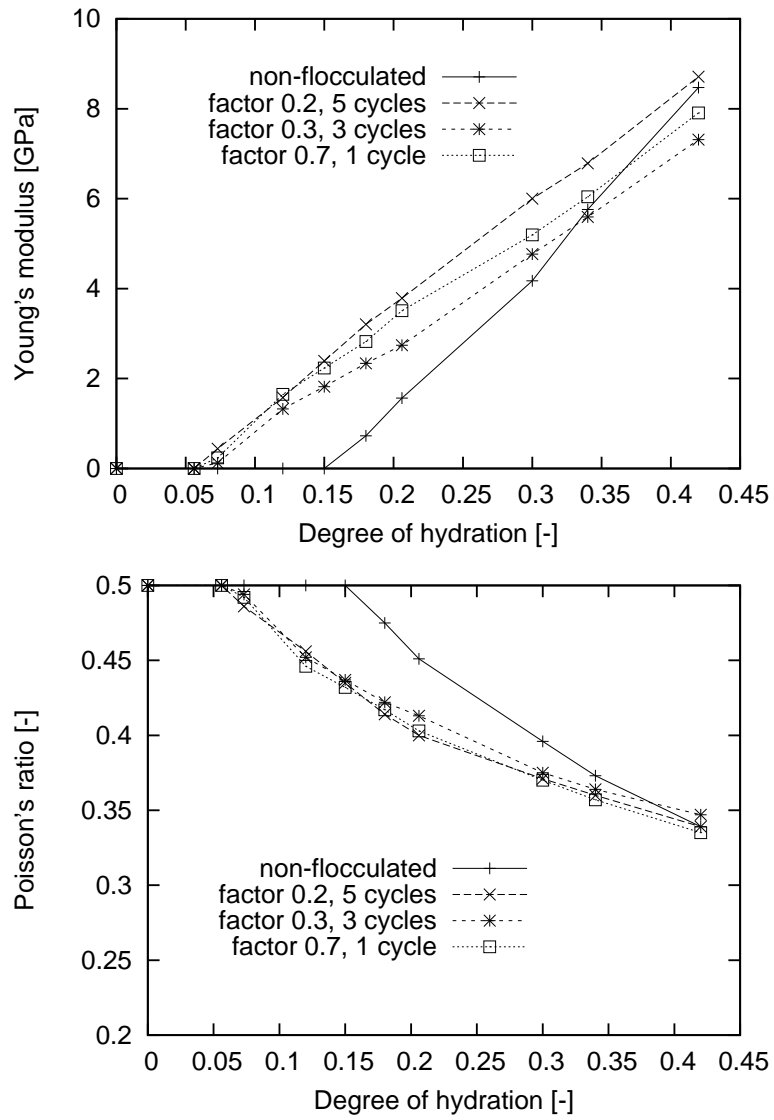 10
8
6
4
2
0
Young's modulus [GPa]
non-flocculated
factor 0.2, 5 cycles
factor 0.3, 3 cycles
factor 0.7, 1 cycle
0 0.05 0.1 0.15 0.2 0.25 0.3 0.35 0.4 0.45
Degree of hydration [-]
0.5
0.45
0.4
0.35
0.3
0.25
0.2
Poisson's ratio [-]
non-flocculated
factor 0.2, 5 cycles
factor 0.3, 3 cycles
factor 0.7, 1 cycle
0 0.05 0.1 0.15 0.2 0.25 0.3 0.35 0.4 0.45
Degree of hydration [-]